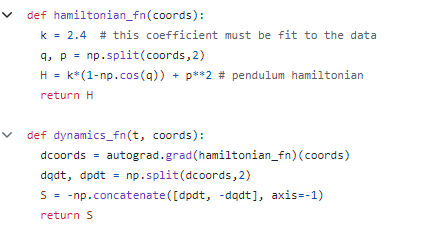 def hamiltonian_fn(coords):
k = 2.4  # this coefficient must be fit to the data
q, p = np.split(coords,2)
H = k*(1-np.cos(q)) + p**2 # pendulum hamiltonian
return H
def dynamics_fn(t, coords):
dcoords = autograd.grad(hamiltonian_fn)(coords)
dqdt, dpdt = np.split(dcoords,2)
S = -np.concatenate([dpdt, -dqdt], axis=-1)
return S